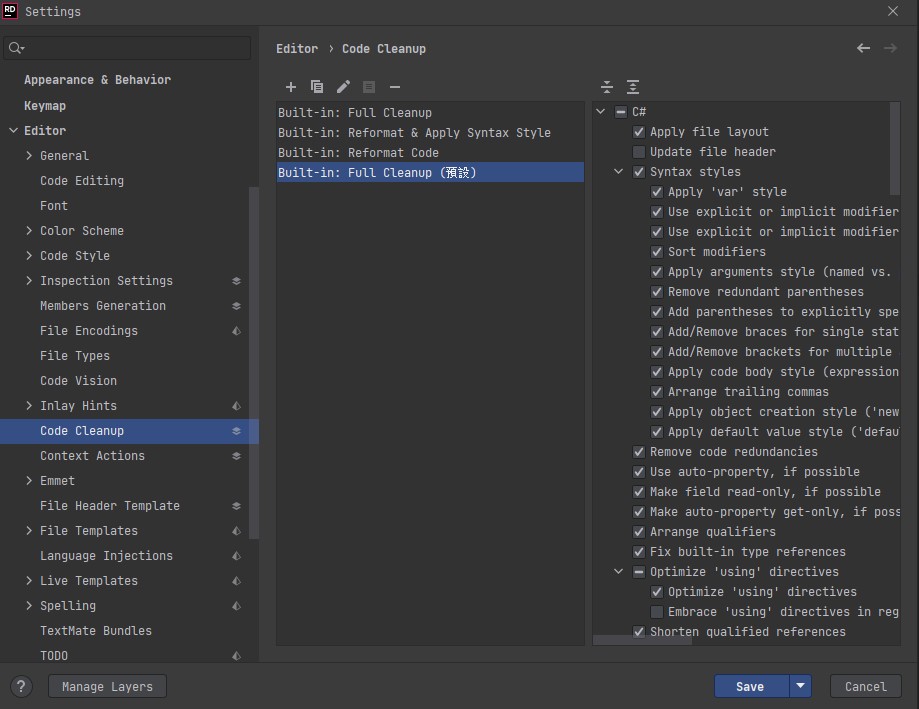 RD
Settings
Appearance & Behavior
Keymap
Editor
General
Code Editing
Font
Color Scheme
Code Style
Inspection Settings
Members Generation
File Encodings
File Types
Code Vision
Inlay Hints
Code Cleanup
Context Actions
Emmet
File Header Template
File Templates
Language Injections
Live Templates
Spelling
TextMate Bundles
TODO
Editor › Code Cleanup
Built-in: Full Cleanup
Built-in: Reformat & Apply Syntax Style
Built-in: Reformat Code
Built-in: Full Cleanup (預設)
C#
Apply file layout
Update file header
Syntax styles
Apply 'var' style
Use explicit or implicit modifier
Use explicit or implicit modifier
Sort modifiers
Apply arguments style (named vs.
Remove redundant parentheses
Add parentheses to explicitly spe
Add/Remove braces for single stat
Add/Remove brackets for multiple
Apply code body style (expression
Arrange trailing commas
Apply object creation style ('new
Apply default value style ('defau
Remove code redundancies
Use auto-property, if possible
Make field read-only, if possible
Make auto-property get-only, if poss
Arrange qualifiers
Fix built-in type references
Optimize 'using' directives
Optimize 'using' directives
Embrace 'using' directives in reg
Shorten qualified references
?
Manage Layers
Save
Cancel